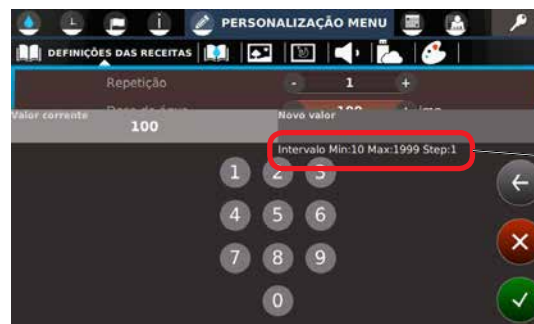 PERSONALIZAÇÃO MENU
DEFINIÇÕES DAS RECEITAS
Repetição - 1 +
Valor corrente
Novo valor
100
Intervalo Min:10 Max:1999 Step:1
1 2 3
4 5 6
7 8 9
0